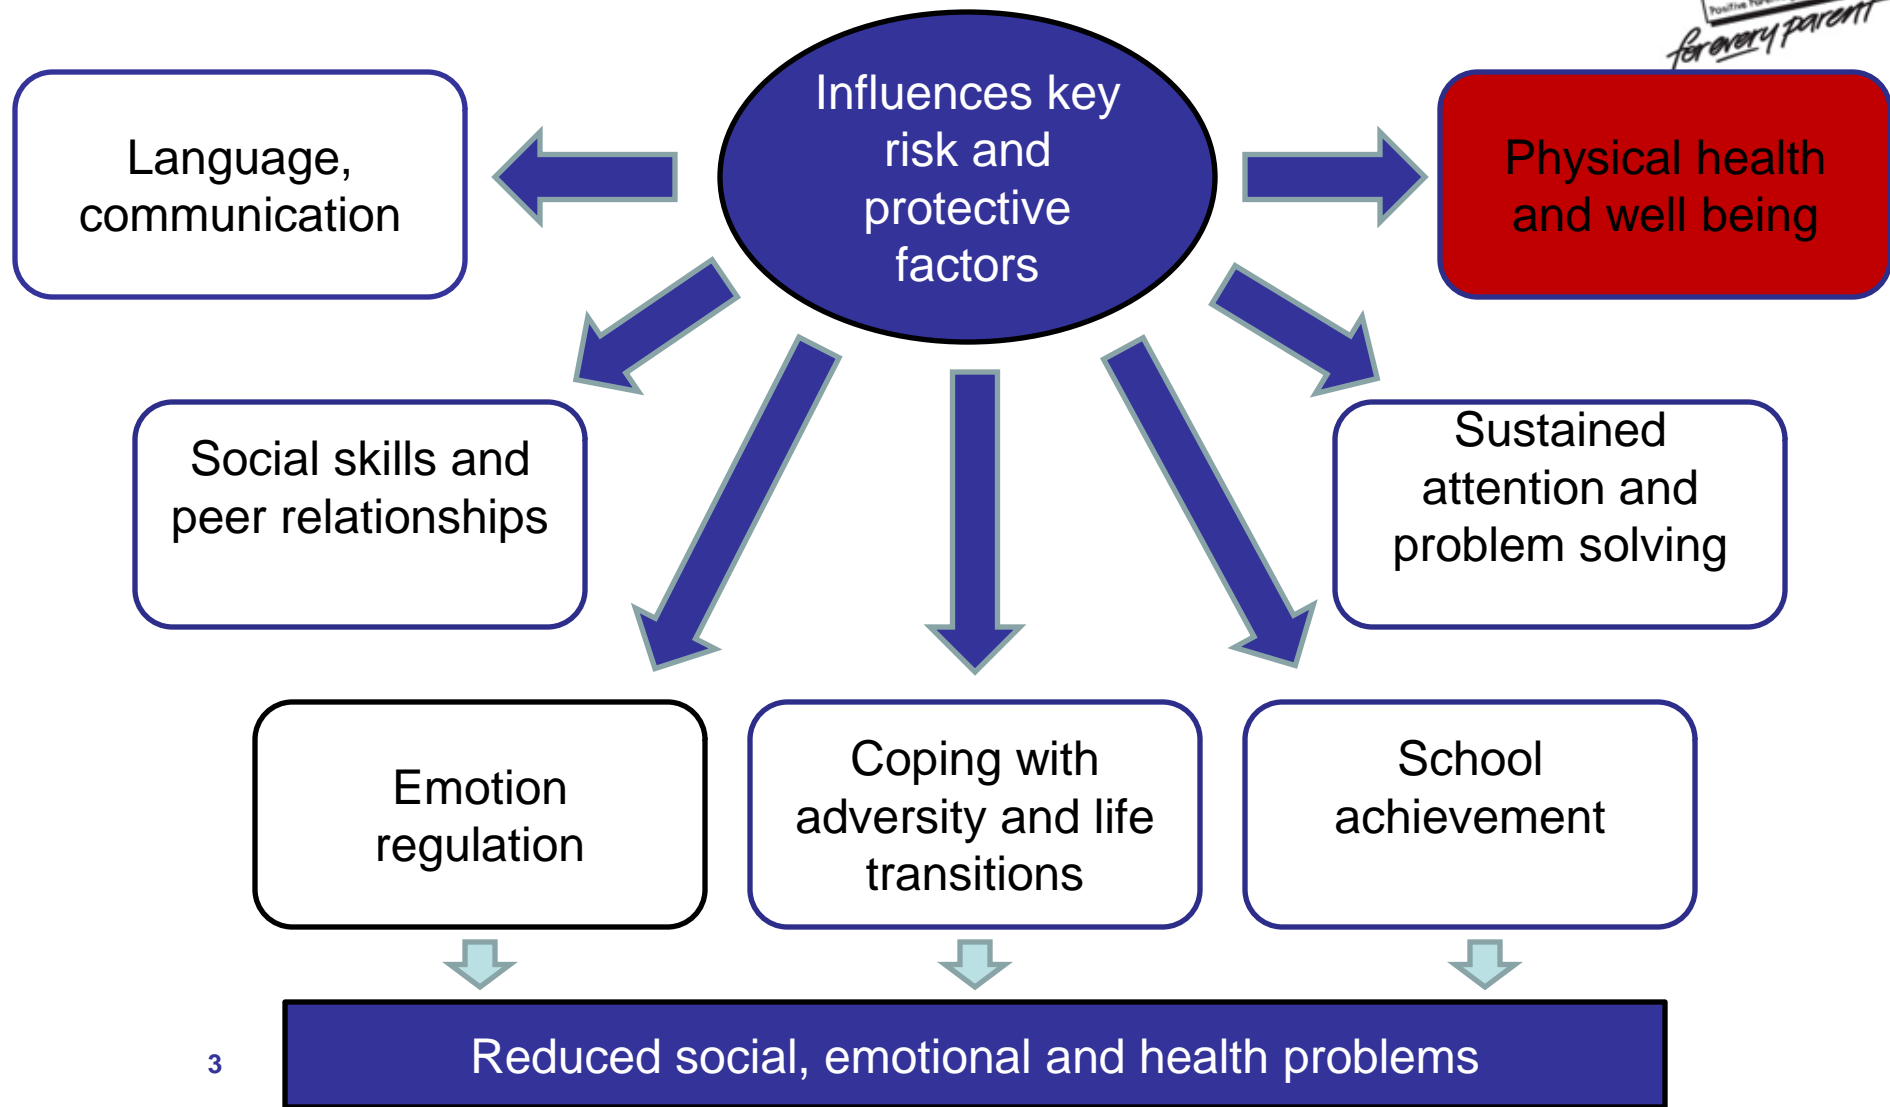 Positive Parenting
for every parent
Influences key
risk and
protective
factors
Language,
communication
Physical health
and well being
Social skills and
peer relationships
Sustained
attention and
problem solving
Emotion
regulation
Coping with
adversity and life
transitions
School
achievement
3
Reduced social, emotional and health problems